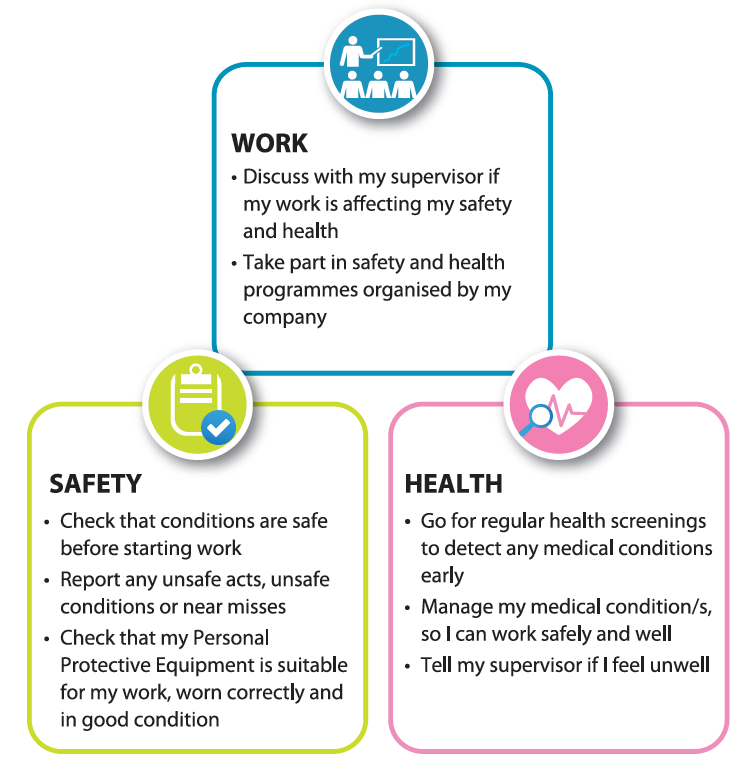 WORK
• Discuss with my supervisor if
my work is affecting my safety
and health
• Take part in safety and health
programmes organised by my
company
SAFETY
• Check that conditions are safe
before starting work
• Report any unsafe acts, unsafe
conditions or near misses
• Check that my Personal
Protective Equipment is suitable
for my work, worn correctly and
in good condition
HEALTH
• Go for regular health screenings
to detect any medical conditions
early
• Manage my medical condition/s,
so I can work safely and well
• Tell my supervisor if I feel unwell